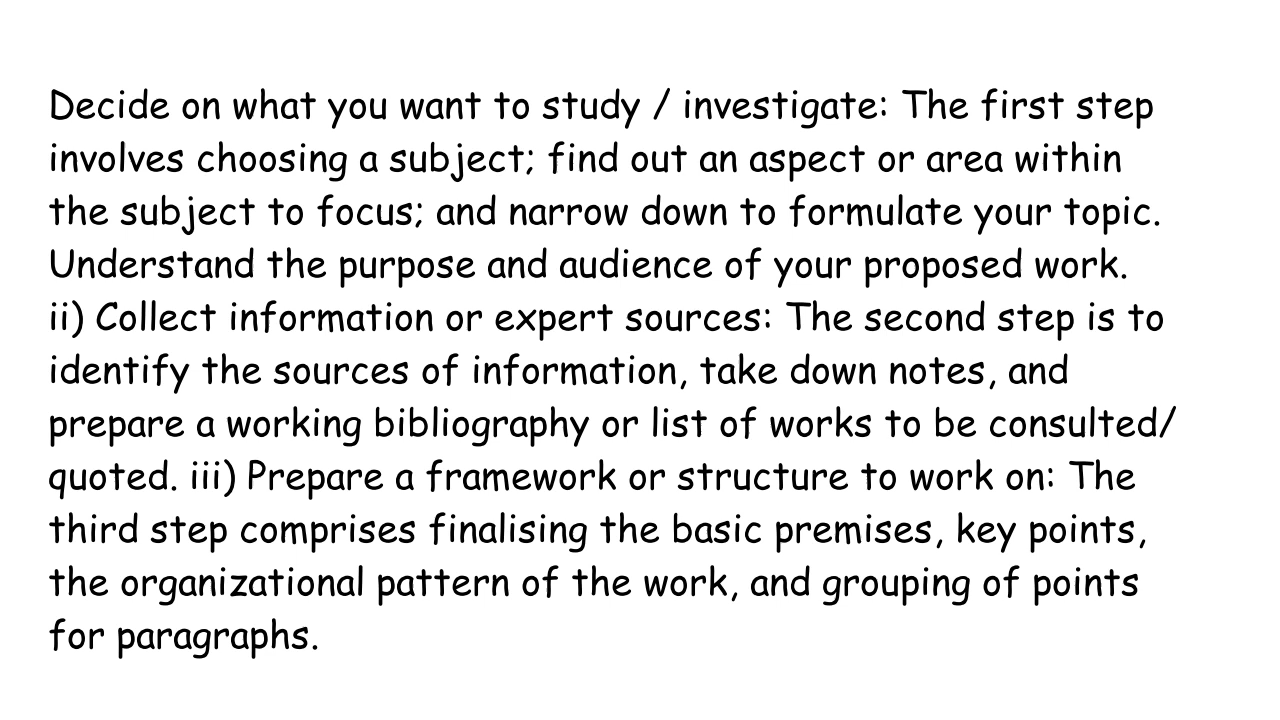 Decide on what you want to study / investigate: The first step
involves choosing a subject; find out an aspect or area within
the subject to focus; and narrow down to formulate your topic.
Understand the purpose and audience of your proposed work.
ii) Collect information or expert sources: The second step is to
identify the sources of information, take down notes, and
prepare a working bibliography or list of works to be consulted/
quoted. iii) Prepare a framework or structure to work on: The
third step comprises finalising the basic premises, key points,
the organizational pattern of the work, and grouping of points
for paragraphs.